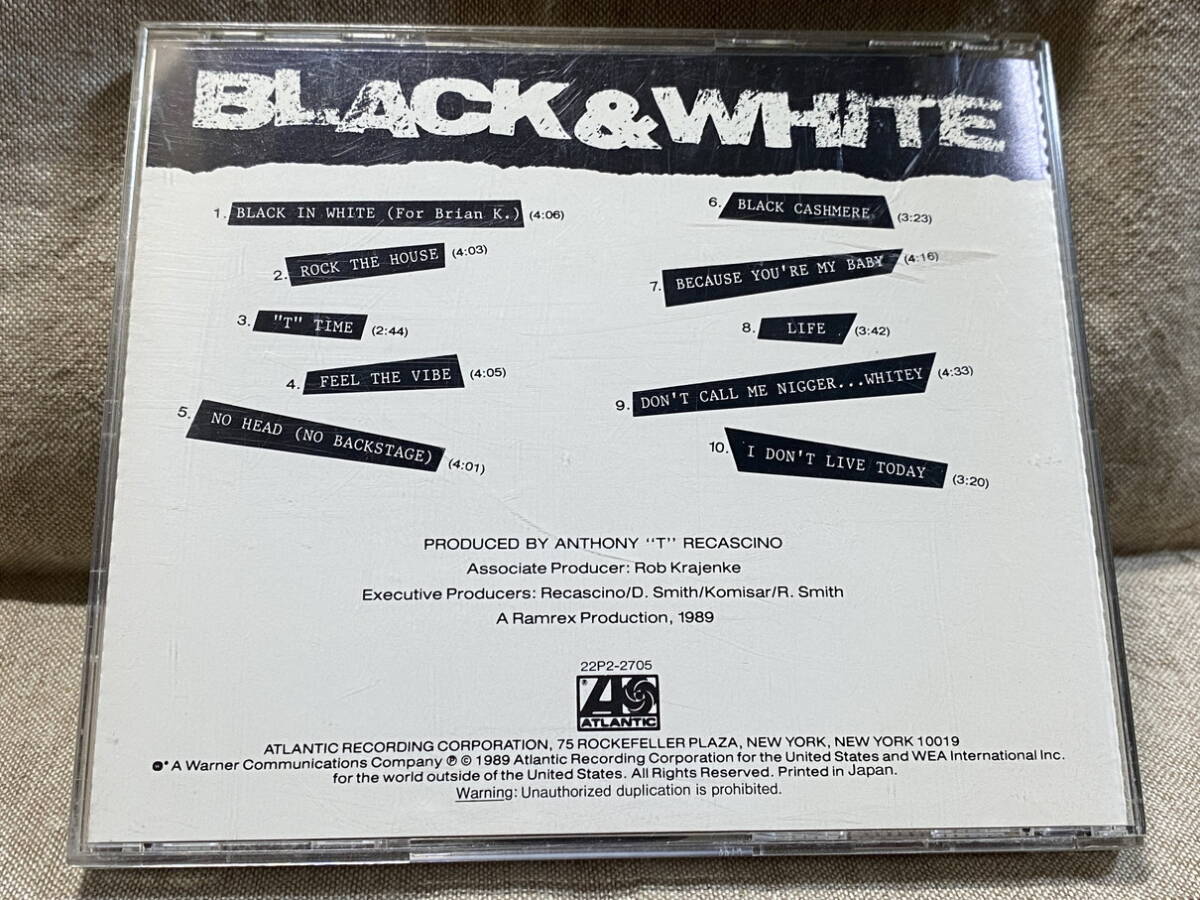 BLACK & WHITE
1. BLACK IN WHITE (For Brian K.) (4:06)
2. ROCK THE HOUSE (4:03)
3. "T" TIME (2:44)
4. FEEL THE VIBE (4:05)
5. NO HEAD (NO BACKSTAGE) (4:01)
6. BLACK CASHMERE (3:23)
7. BECAUSE YOU'RE MY BABY (4:16)
8. LIFE (3:42)
9. DON'T CALL ME NIGGER...WHITEY (4:33)
10. I DON'T LIVE TODAY (3:20)
PRODUCED BY ANTHONY "T" RECASCINO
Associate Producer: Rob Krajenke
Executive Producers: Recascino/D. Smith/Komisar/R. Smith
A Ramrex Production, 1989
22P2-2705
ATLANTIC
ATLANTIC RECORDING CORPORATION, 75 ROCKEFELLER PLAZA, NEW YORK, NEW YORK 10019
A Warner Communications Company ℗ © 1989 Atlantic Recording Corporation for the United States and WEA International Inc.
for the world outside of the United States. All Rights Reserved. Printed in Japan.
Warning: Unauthorized duplication is prohibited.